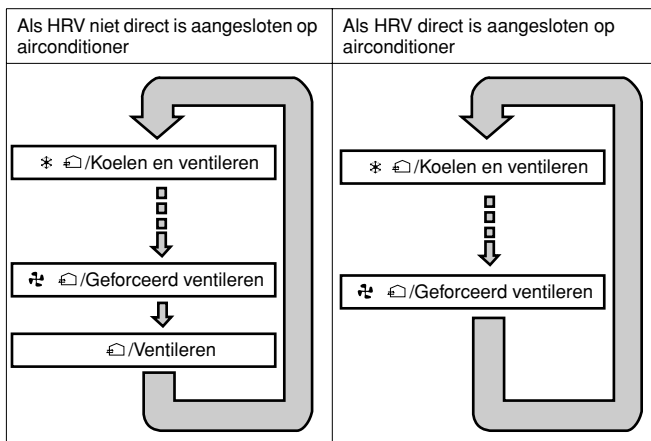 Als HRV niet direct is aangesloten op
airconditioner
Als HRV direct is aangesloten op
airconditioner
/Koelen en ventileren
/Geforceerd ventileren
/Ventileren
/Koelen en ventileren
/Geforceerd ventileren